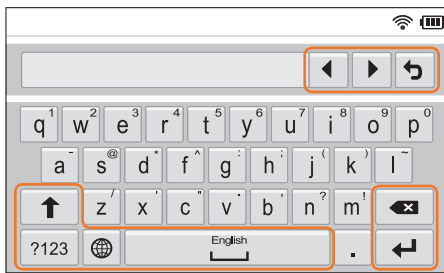 q 1 w 2 e 3 r 4 t 5 y 6 u 7 i 8 o 9 p 0
a - s @ d * f ^ g : h ; j ( k ) l ~
z / x ' c " v . b , n ? m !
?123 English .